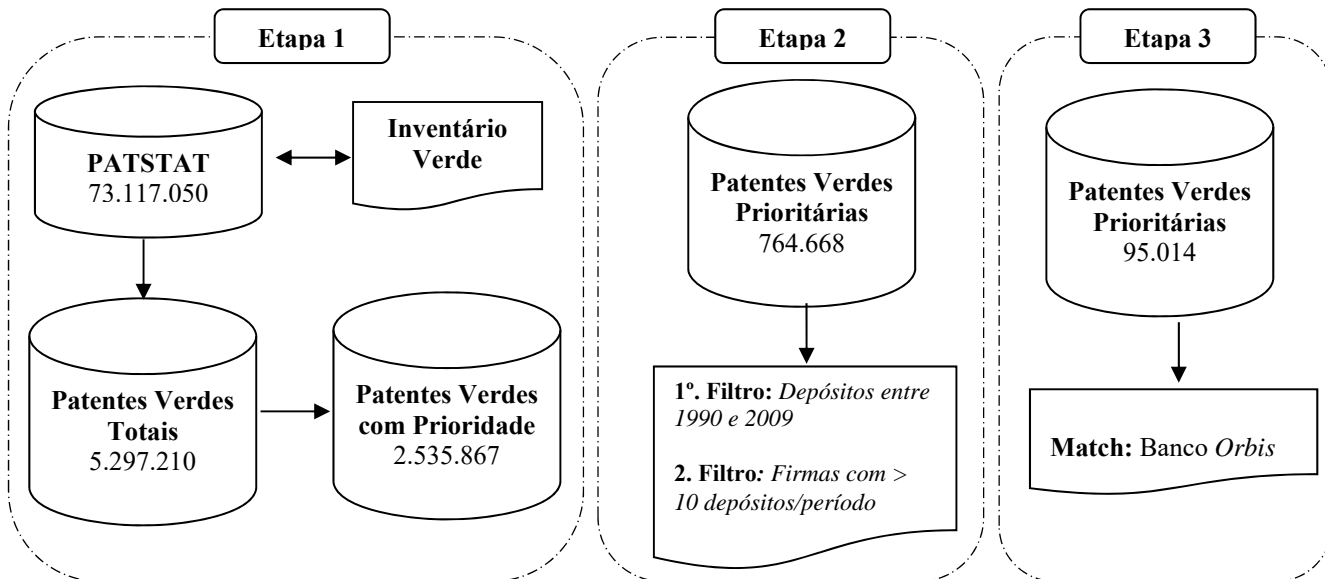 Etapa 1
PATSTAT
73.117.050
Inventário
Verde
Patentes Verdes
Totais
5.297.210
Patentes Verdes
com Prioridade
2.535.867
Etapa 2
Patentes Verdes
Prioritárias
764.668
1º. Filtro: Depósitos entre
1990 e 2009
2. Filtro: Firmas com >
10 depósitos/período
Etapa 3
Patentes Verdes
Prioritárias
95.014
Match: Banco Orbis